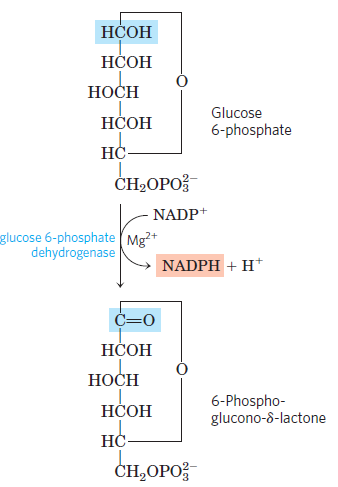 HCOH
HCOH
HOCH
O
HCOH
Glucose
6-phosphate
HC
CH₂OPO₃²⁻
NADP⁺
glucose 6-phosphate
dehydrogenase
Mg²⁺
NADPH + H⁺
C=O
HCOH
HOCH
O
HCOH
6-Phospho-
glucono-δ-lactone
HC
CH₂OPO₃²⁻